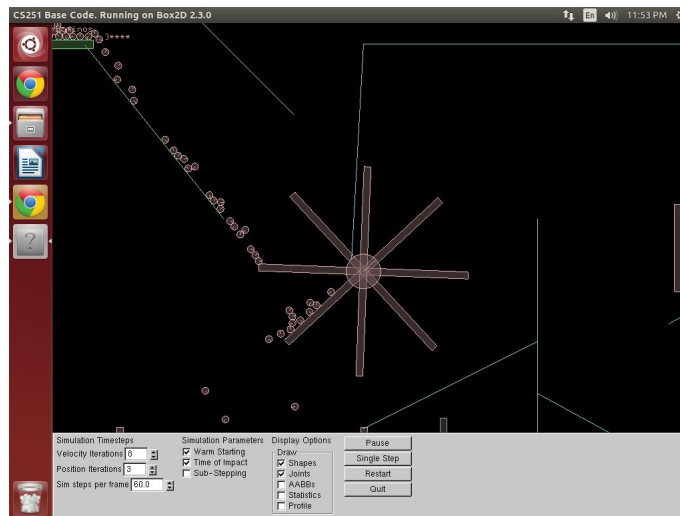 CS251 Base Code. Running on Box2D 2.3.0
En
11:53 PM
Simulation Timesteps
Velocity Iterations 8
Position Iterations 3
Sim steps per frame 60.0
Simulation Parameters
Warm Starting
Time of Impact
Sub-Stepping
Display Options
Draw
Shapes
Joints
AABBs
Statistics
Profile
Pause
Single Step
Restart
Quit